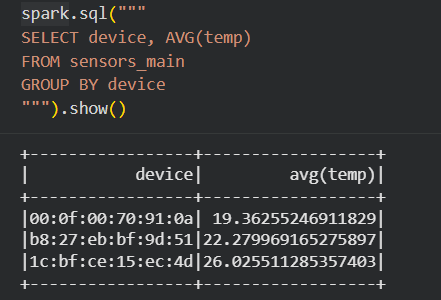 spark.sql("""
SELECT device, AVG(temp)
FROM sensors_main
GROUP BY device
""").show()
+-----------------+------------------+
|           device|         avg(temp)|
+-----------------+------------------+
|00:0f:00:70:91:0a| 19.36255246911829|
|b8:27:eb:bf:9d:51|22.279969165275897|
|1c:bf:ce:15:ec:4d|26.025511285357403|
+-----------------+------------------+